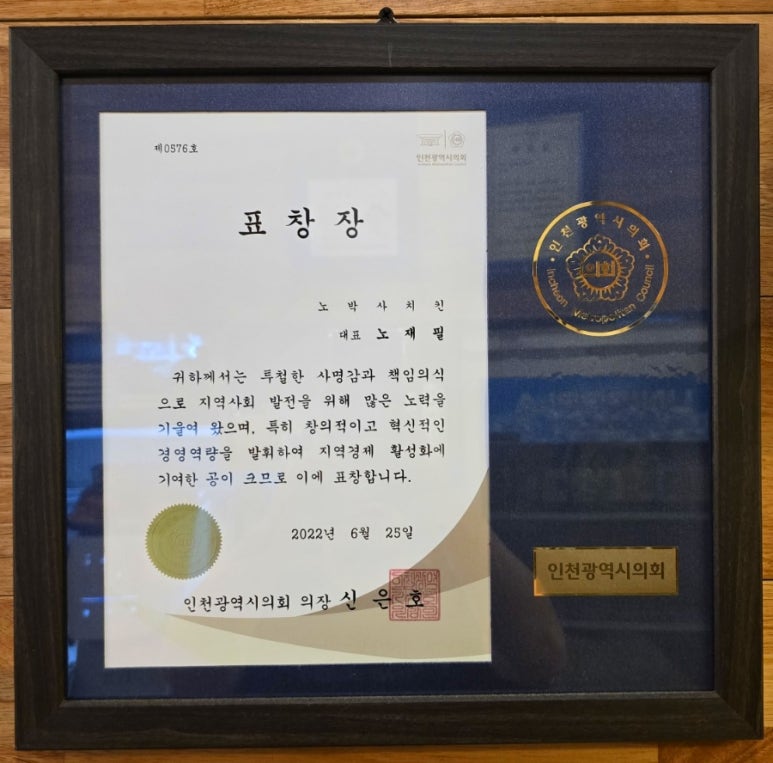 제0576호
인천광역시의회
표창장
노박사치킨
대표 노재필
귀하께서는 투철한 사명감과 책임의식
으로 지역사회 발전을 위해 많은 노력을
기울여 왔으며, 특히 창의적이고 혁신적인
경영역량을 발휘하여 지역경제 활성화에
기여한 공이 크므로 이에 표창합니다.
2022년 6월 25일
인천광역시의회 의장 신은호
인천광역시의회
의회
Incheon Metropolitan Council
인천광역시의회